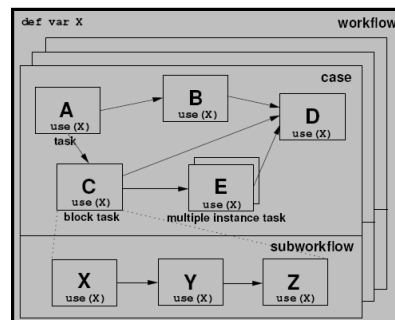 def var X
workflow
case
A
use (X)
task
B
use (X)
D
use (X)
C
use (X)
block task
E
use (X)
multiple instance task
subworkflow
X
use (X)
Y
use (X)
Z
use (X)